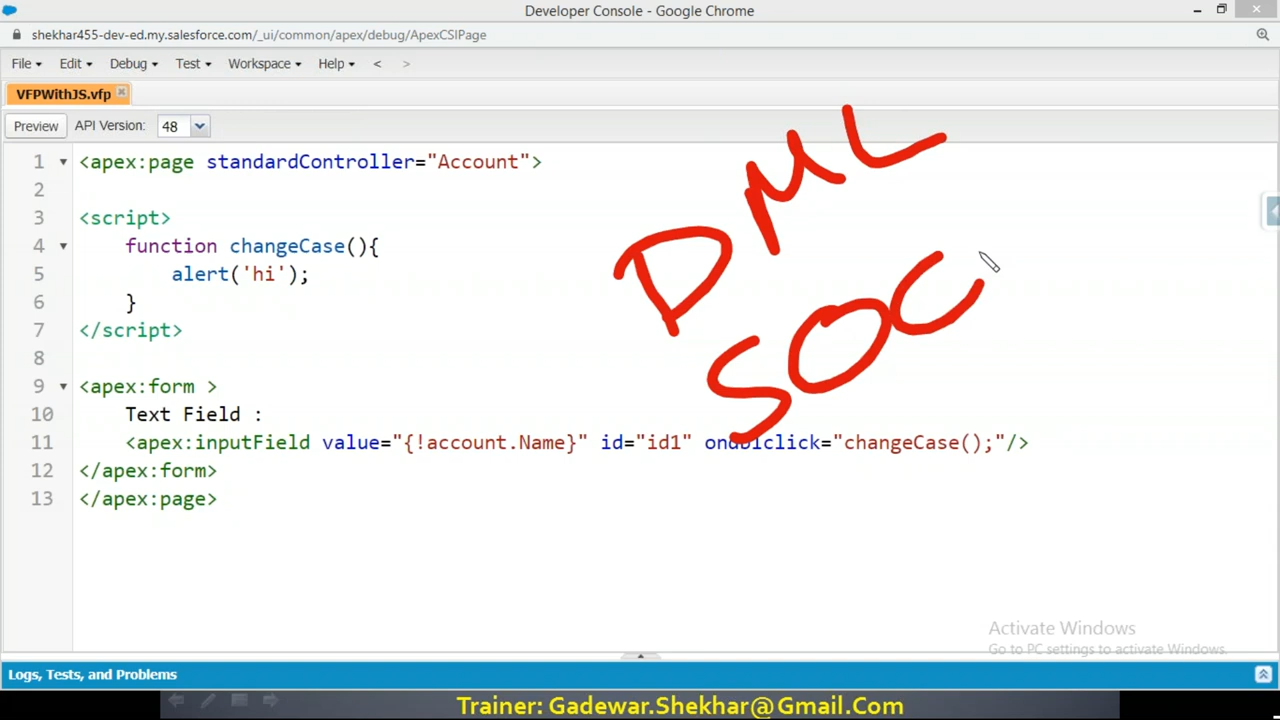 Developer Console - Google Chrome
shekhar455-dev-ed.my.salesforce.com/_ui/common/apex/debug/ApexCSIPage
File Edit Debug Test Workspace Help < >
VFPWithJS.vfp
Preview API Version: 48
1 <apex:page standardController="Account">
2
3 <script>
4 function changeCase(){
5 alert('hi');
6 }
7 </script>
8
9 <apex:form >
10 Text Field :
11 <apex:inputField value="{!account.Name}" id="id1" ondblclick="changeCase();"/>
12 </apex:form>
13 </apex:page>
DML
SOC
Activate Windows
Go to PC settings to activate Windows.
Logs, Tests, and Problems
Trainer: Gadewar.Shekhar@Gmail.Com